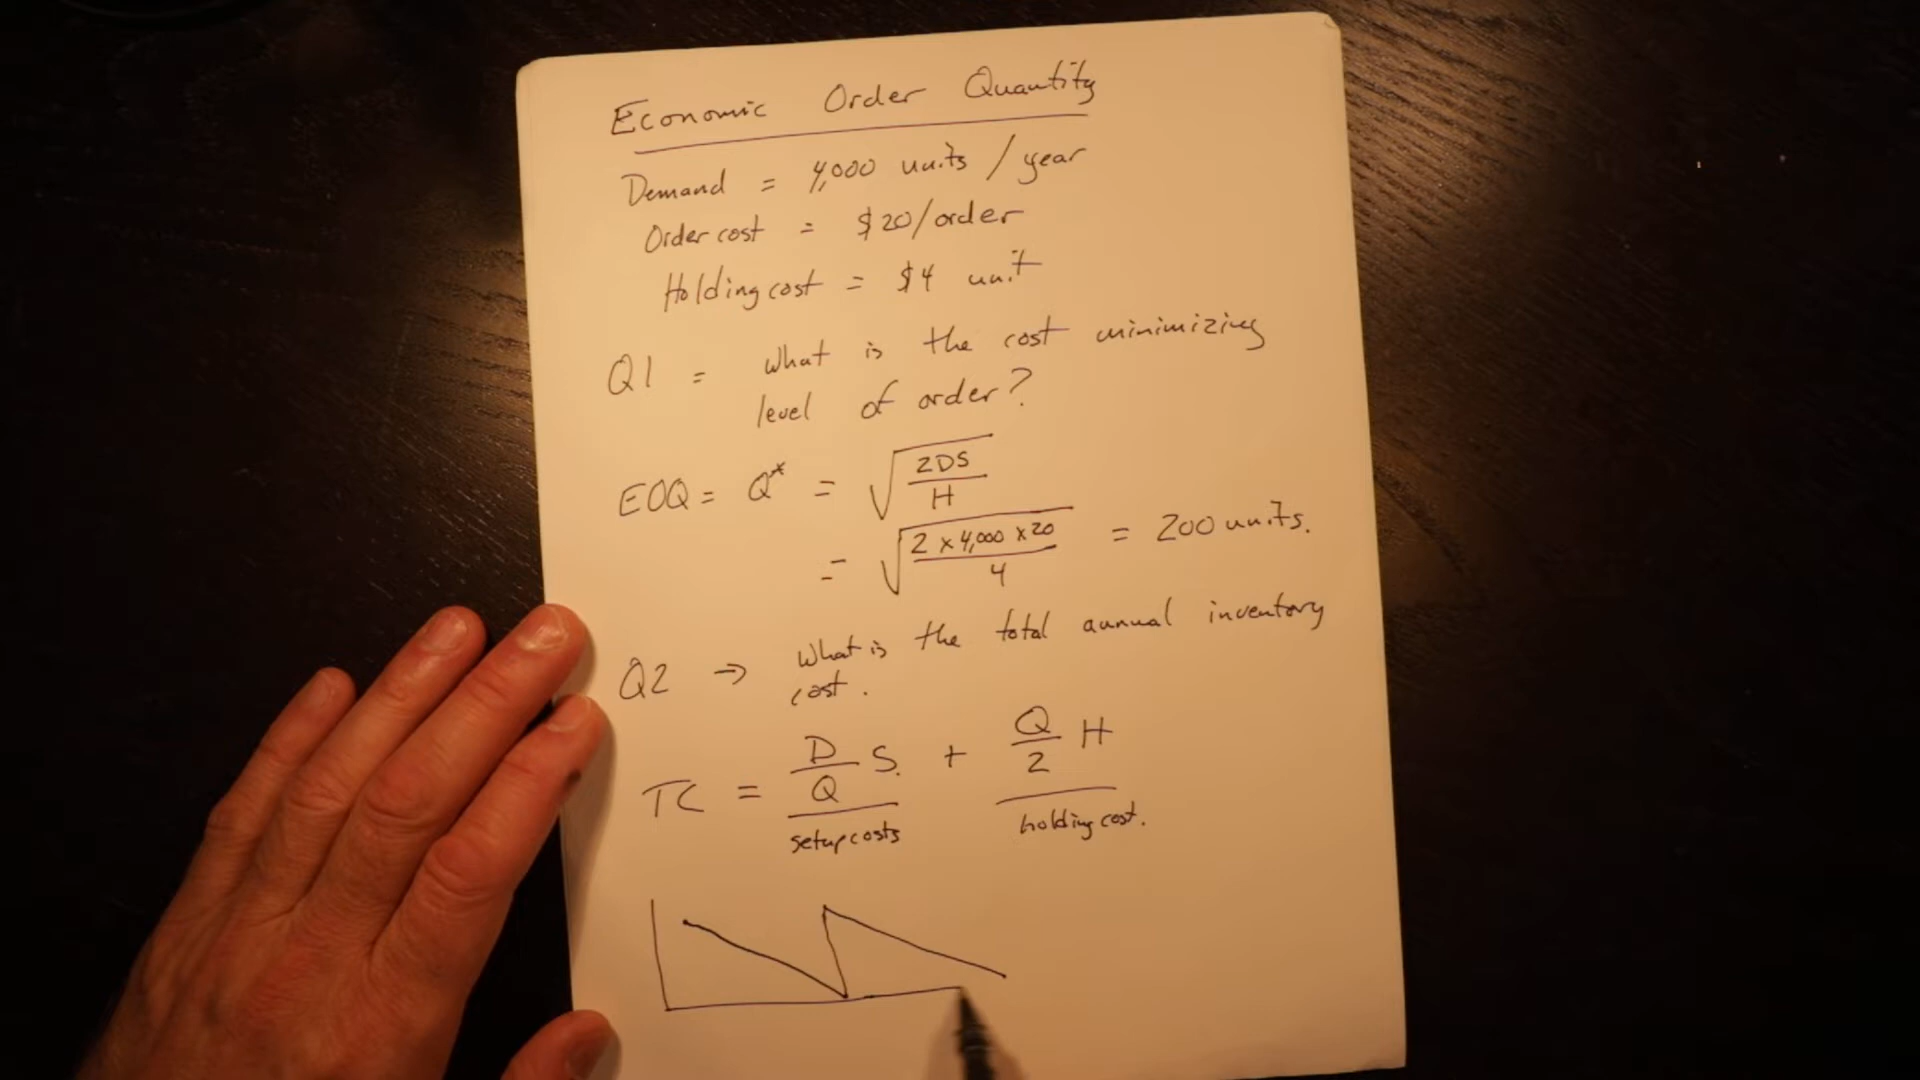 Economic Order Quantity
Demand = 4,000 units / year
Order cost = $20/order
Holding cost = $4 unit
Q1 = What is the cost minimizing
level of order?
EOQ = Q* = √(2DS/H)
= √(2 x 4,000 x 20/4) = 200 units.
Q2 → What is the total annual inventory
cost.
TC = D/Q S. + Q/2 H
setup costs holding cost.